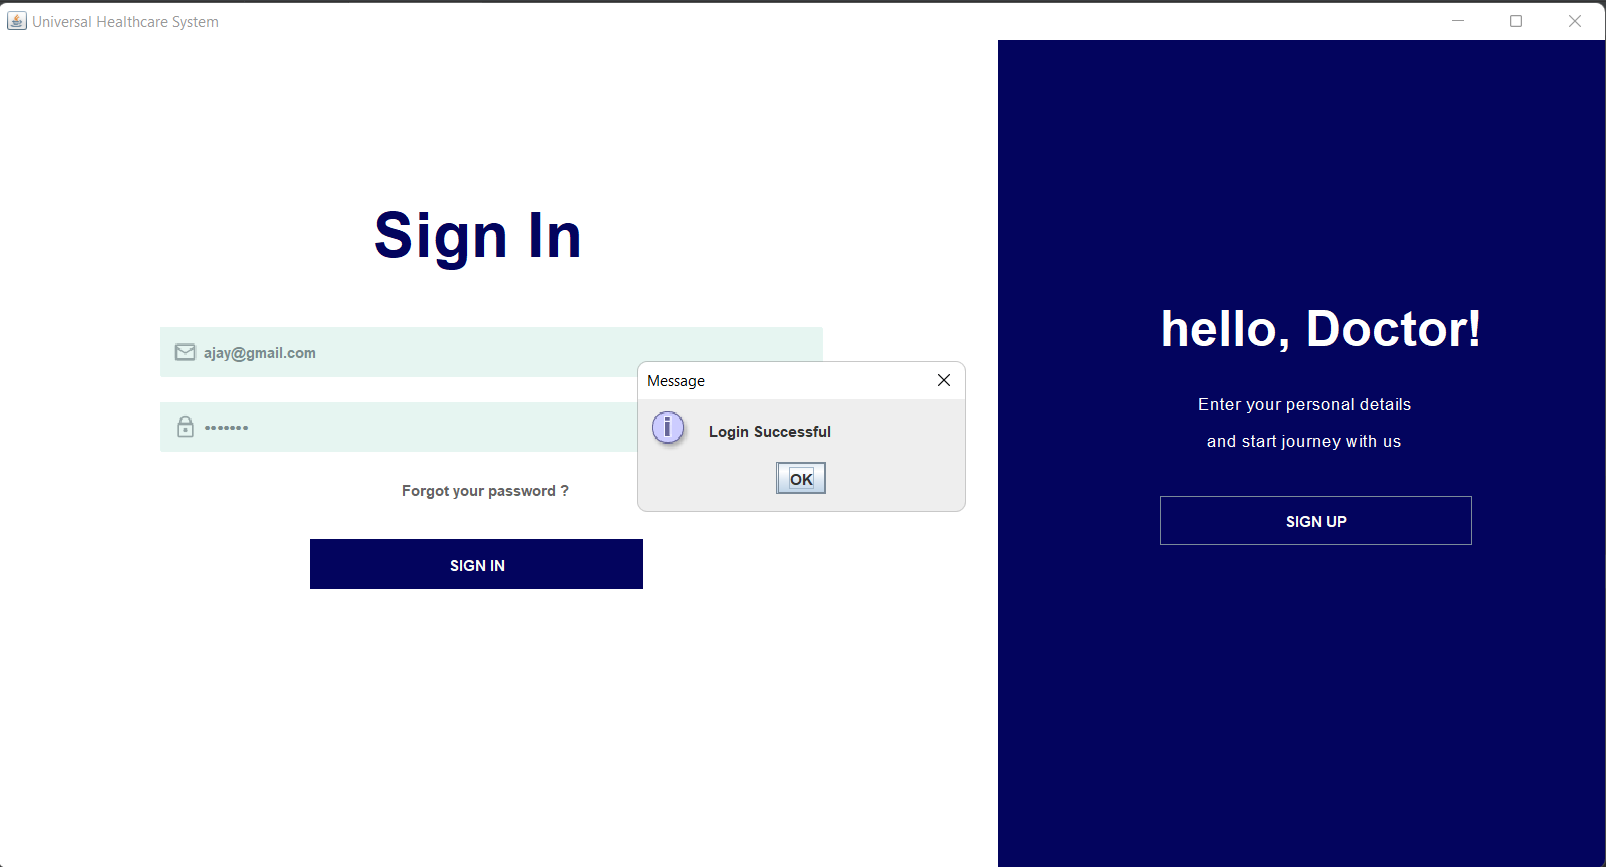 Universal Healthcare System
Sign In
ajay@gmail.com
•••••••
Forgot your password ?
SIGN IN
Message
Login Successful
OK
hello, Doctor!
Enter your personal details
and start journey with us
SIGN UP